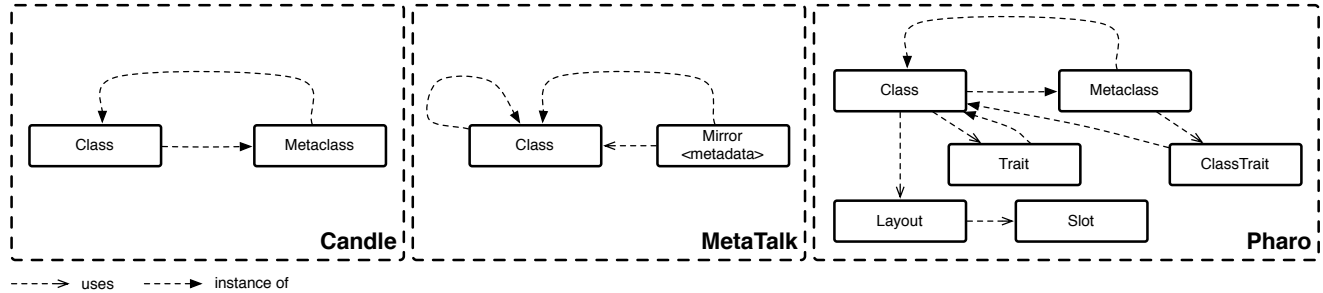 Class
Metaclass
Candle
Class
Mirror
<metadata>
MetaTalk
Class
Metaclass
Trait
ClassTrait
Layout
Slot
Pharo
uses
instance of